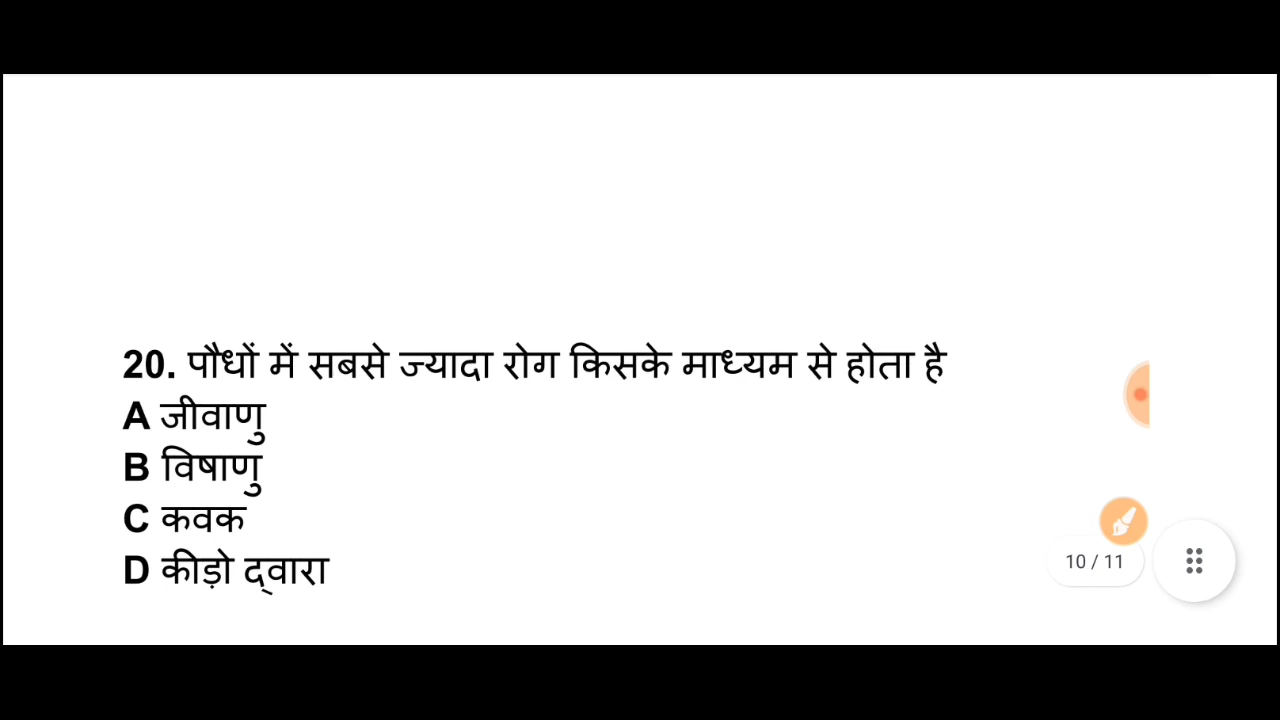 20. पौधों में सबसे ज्यादा रोग किसके माध्यम से होता है
A जीवाणु
B विषाणु
C कवक
D कीड़ो द्वारा
10 / 11